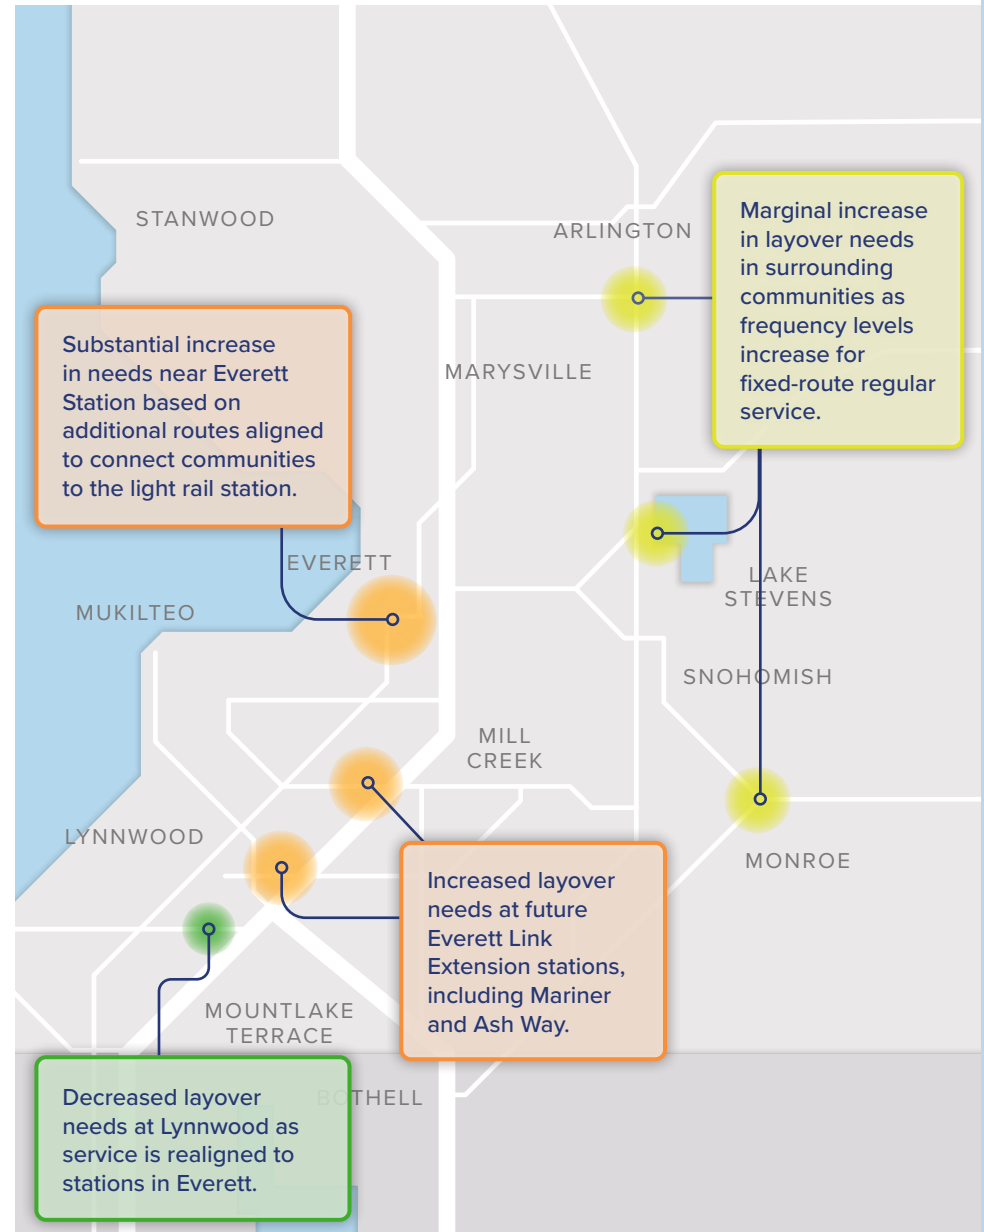 STANWOOD
ARLINGTON
Marginal increase
in layover needs
in surrounding
communities as
frequency levels
increase for
fixed-route regular
service.
Substantial increase
in needs near Everett
Station based on
additional routes aligned
to connect communities
to the light rail station.
MARYSVILLE
EVERETT
MUKILTEO
LAKE
STEVENS
SNOHOMISH
MILL
CREEK
LYNNWOOD
MONROE
Increased layover
needs at future
Everett Link
Extension stations,
including Mariner
and Ash Way.
MOUNTLAKE
TERRACE
BOTHELL
Decreased layover
needs at Lynnwood as
service is realigned to
stations in Everett.